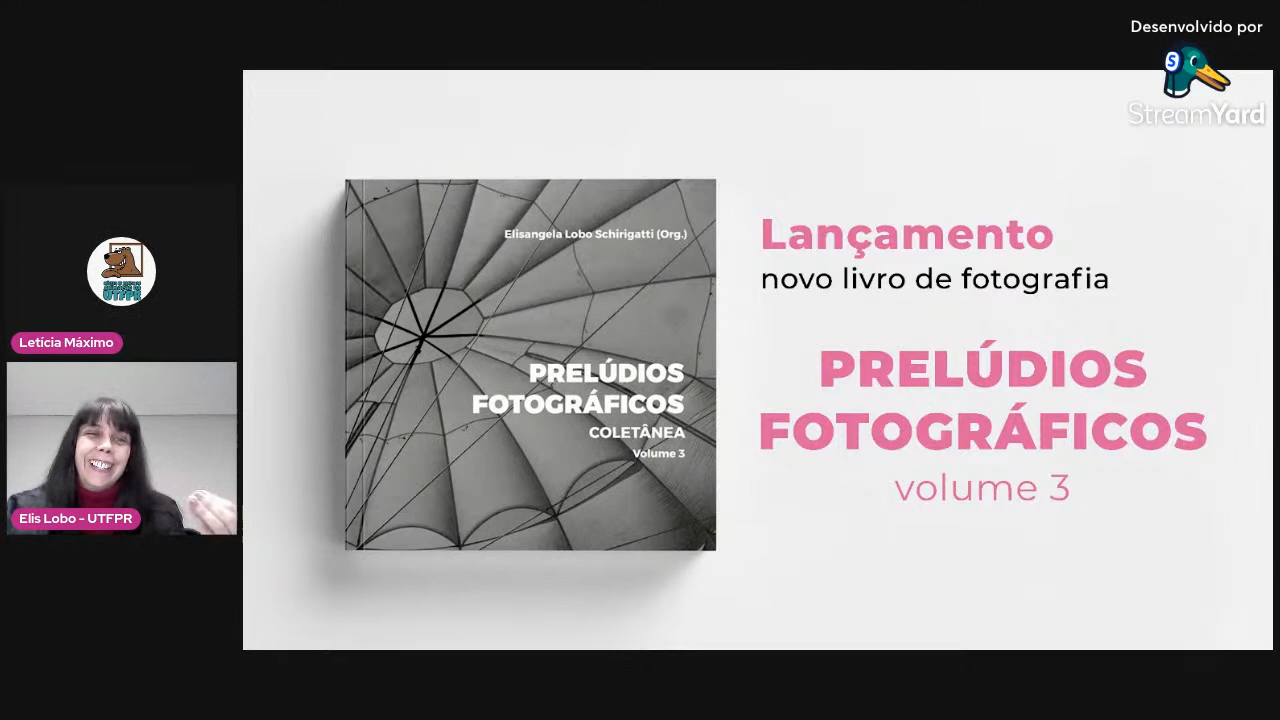 Desenvolvido por
StreamYard
Letícia Máximo
Elis Lobo - UTFPR
Elisangela Lobo Schirigatti (Org.)
PRELÚDIOS
FOTOGRÁFICOS
COLETÂNEA
Volume 3
Lançamento
novo livro de fotografia
PRELÚDIOS
FOTOGRÁFICOS
volume 3
UTFPR